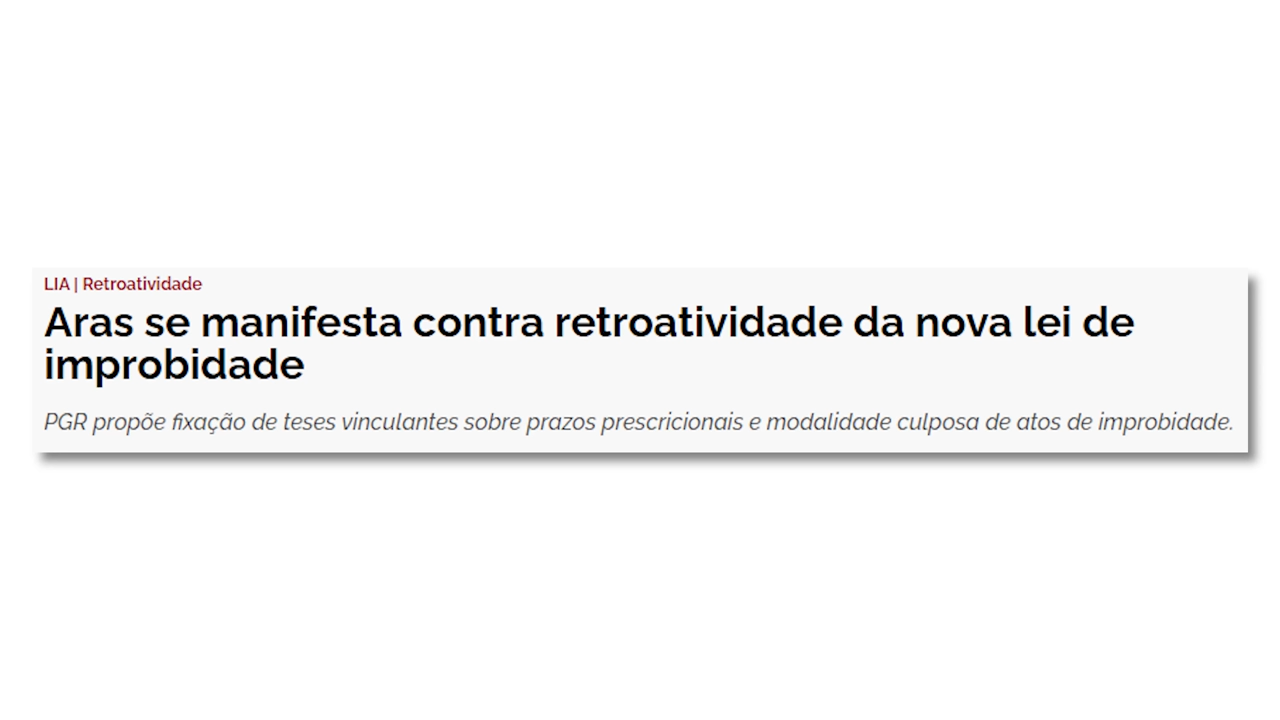 LIA | Retroatividade
Aras se manifesta contra retroatividade da nova lei de
improbidade
PGR propõe fixação de teses vinculantes sobre prazos prescricionais e modalidade culposa de atos de improbidade.